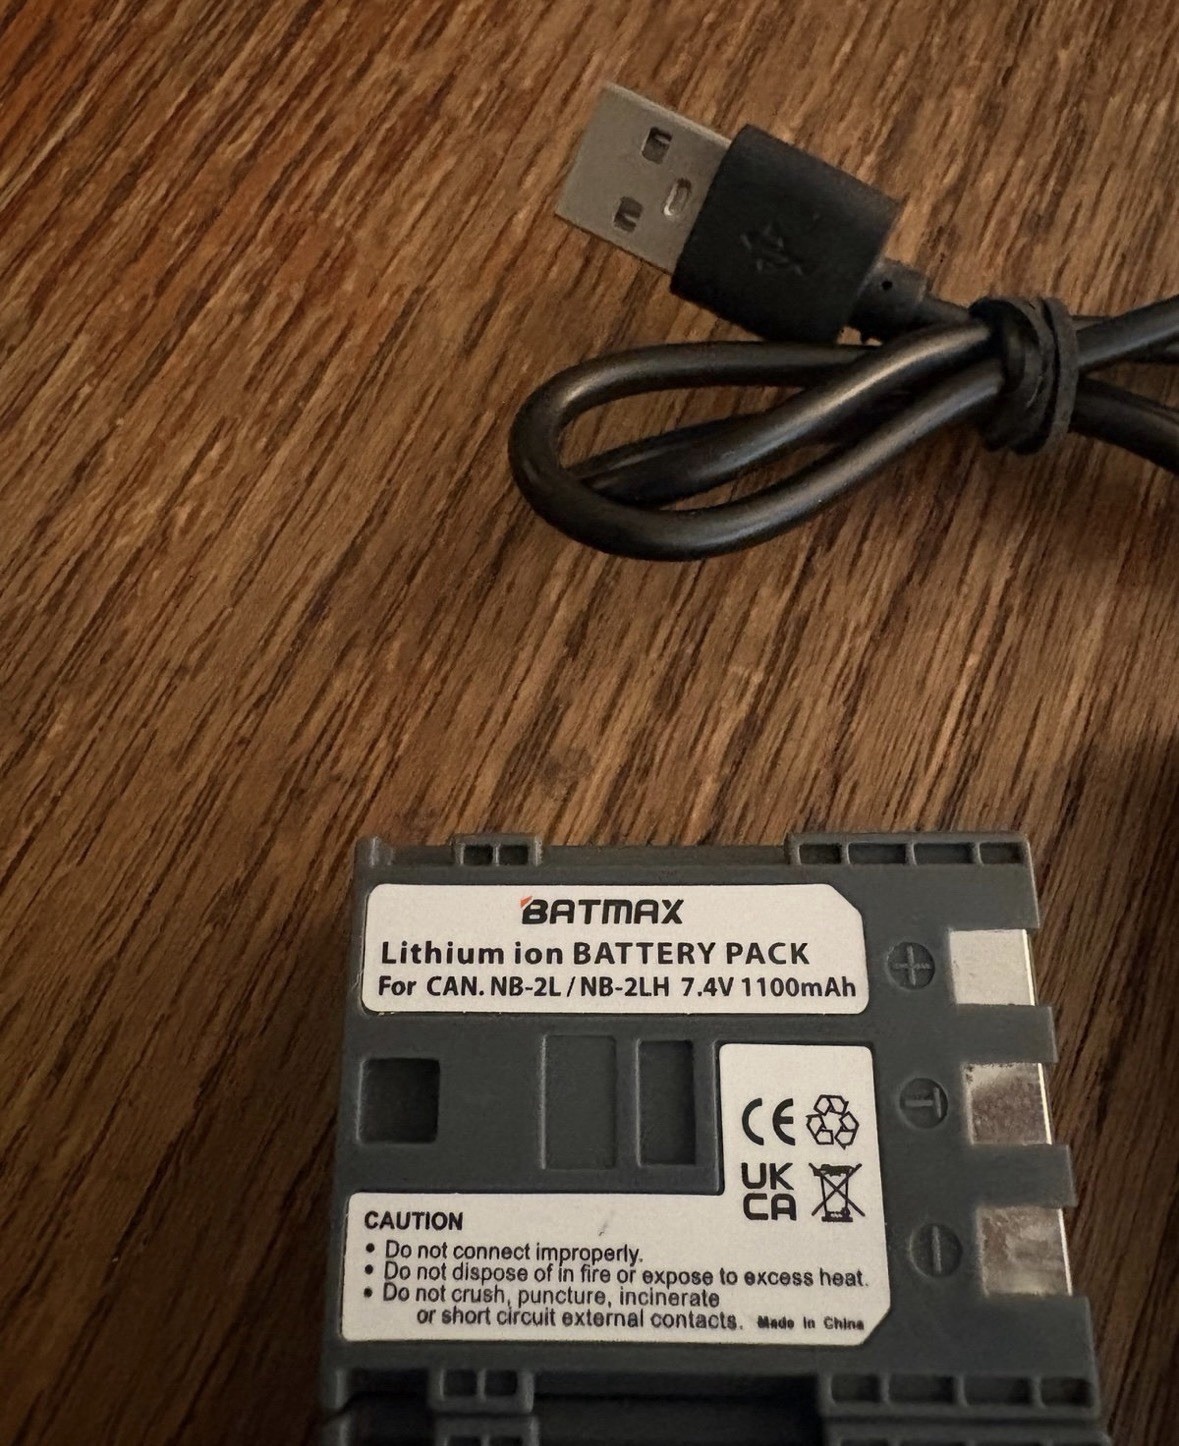 BATMAX
Lithium ion BATTERY PACK
For CAN. NB-2L / NB-2LH 7.4V 1100mAh
+
T
−
CE
UK
CA
CAUTION
• Do not connect improperly.
• Do not dispose of in fire or expose to excess heat.
• Do not crush, puncture, incinerate
or short circuit external contacts. Made in China